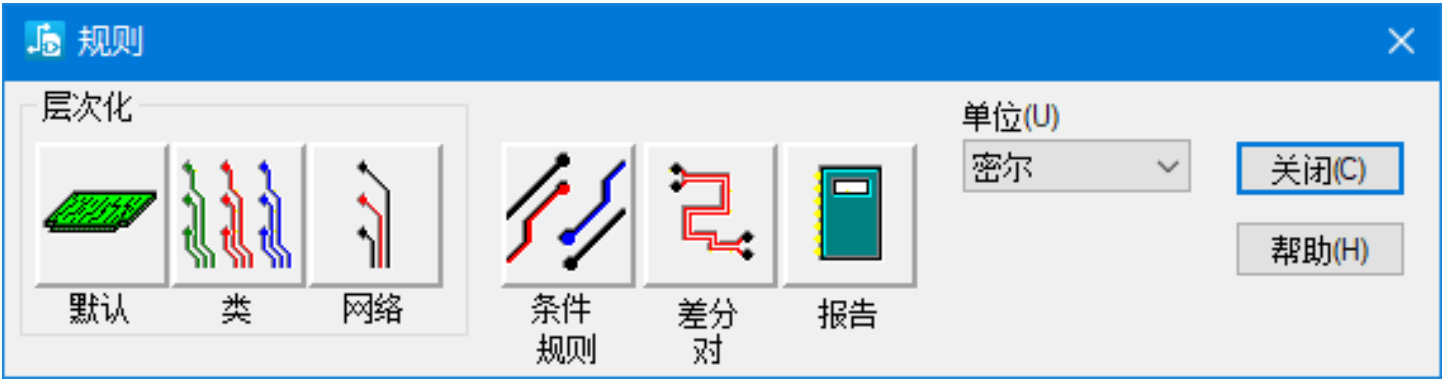 规则
层次化
默认
类
网络
条件
规则
差分
对
报告
单位(U)
密尔
关闭(C)
帮助(H)